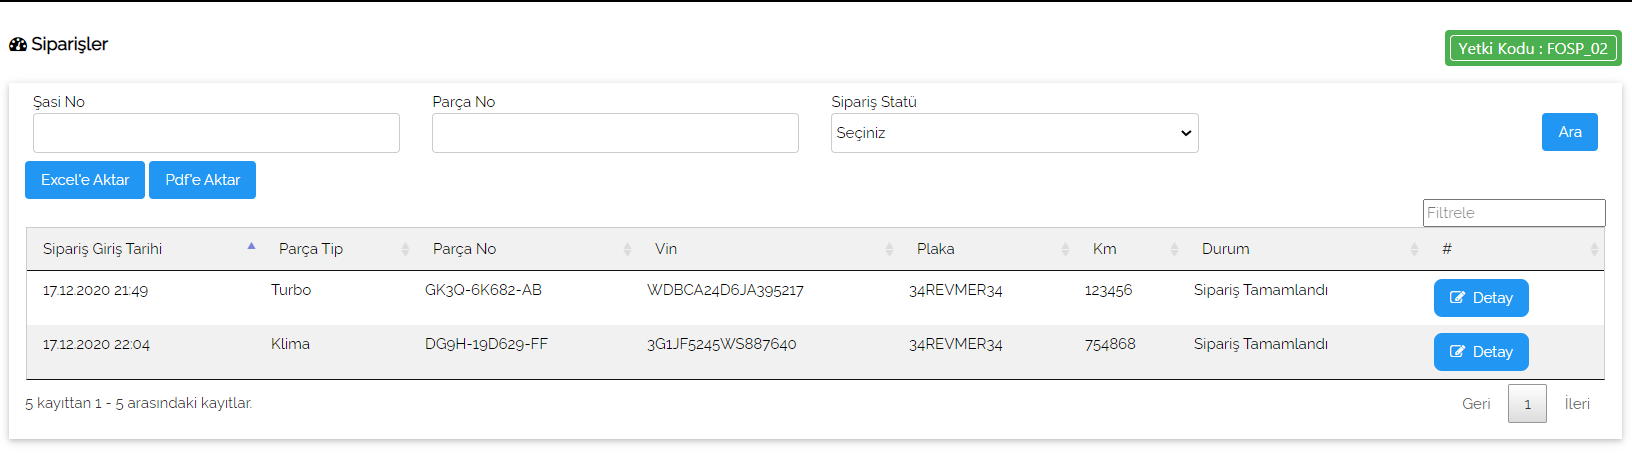 Siparişler
Yetki Kodu : FOSP_02
Şasi No Parça No Sipariş Statü
Seçiniz Ara
Excel'e Aktar Pdf'e Aktar
Filtrele
Sipariş Giriş Tarihi Parça Tip Parça No Vin Plaka Km Durum #
17.12.2020 21:49 Turbo GK3Q-6K682-AB WDBCA24D6JA395217 34REVMER34 123456 Sipariş Tamamlandı Detay
17.12.2020 22:04 Klima DG9H-19D629-FF 3G1JF5245WS887640 34REVMER34 754868 Sipariş Tamamlandı Detay
5 kayıttan 1 - 5 arasındaki kayıtlar. Geri 1 İleri